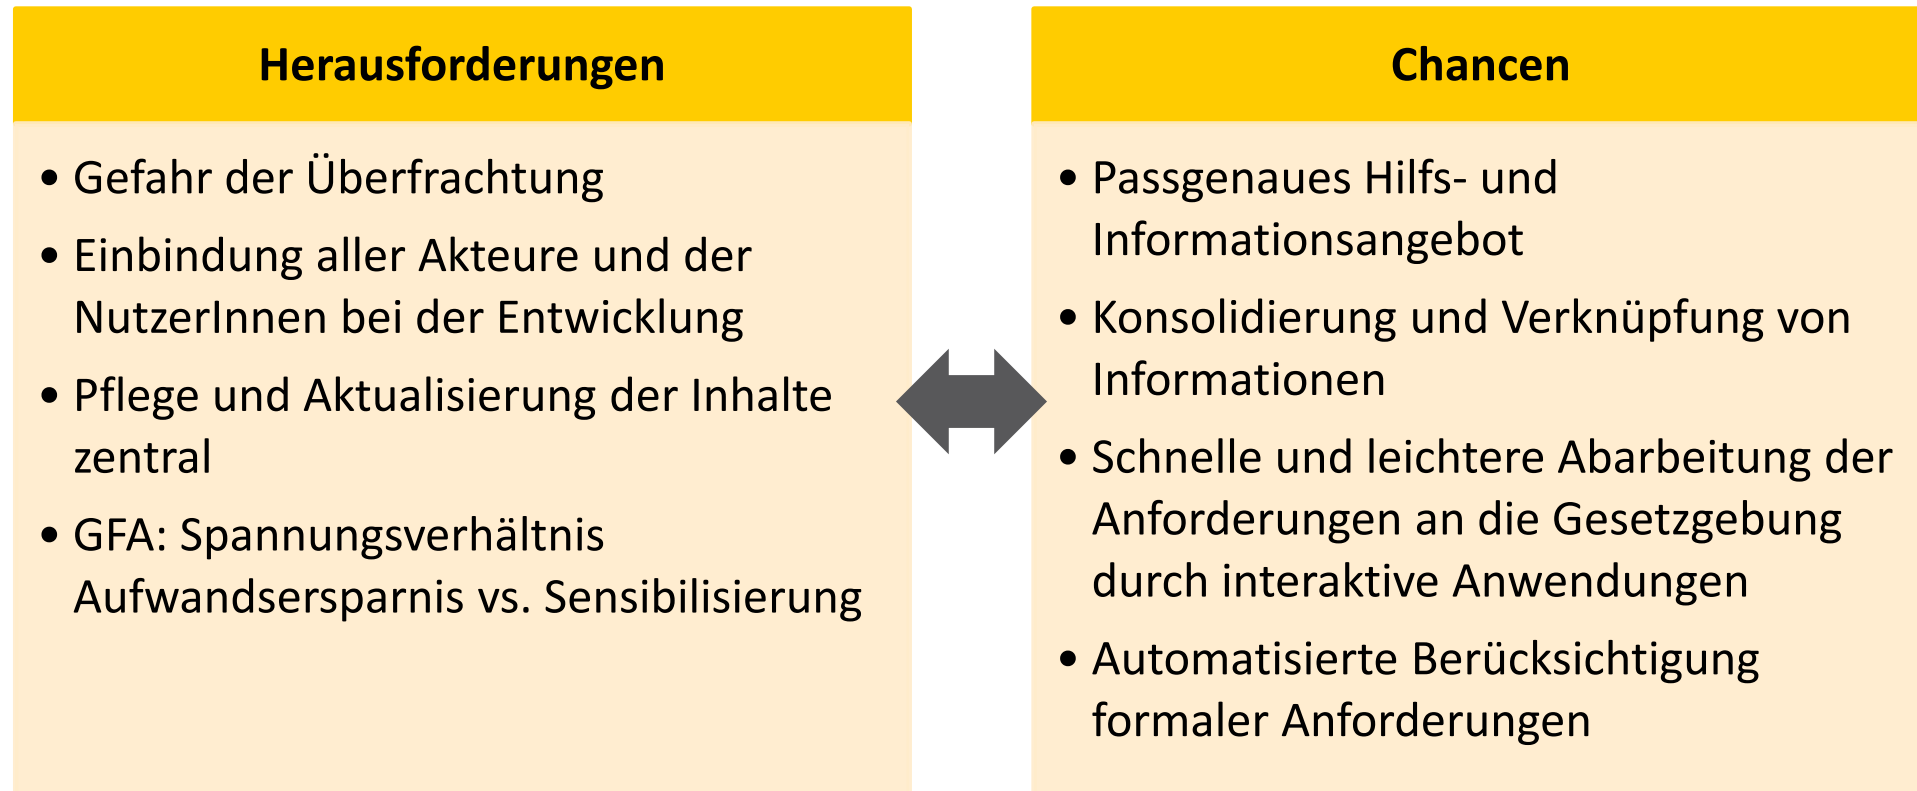 Herausforderungen
• Gefahr der Überfrachtung
• Einbindung aller Akteure und der
NutzerInnen bei der Entwicklung
• Pflege und Aktualisierung der Inhalte
zentral
• GFA: Spannungsverhältnis
Aufwandsersparnis vs. Sensibilisierung
Chancen
• Passgenaues Hilfs- und
Informationsangebot
• Konsolidierung und Verknüpfung von
Informationen
• Schnelle und leichtere Abarbeitung der
Anforderungen an die Gesetzgebung
durch interaktive Anwendungen
• Automatisierte Berücksichtigung
formaler Anforderungen